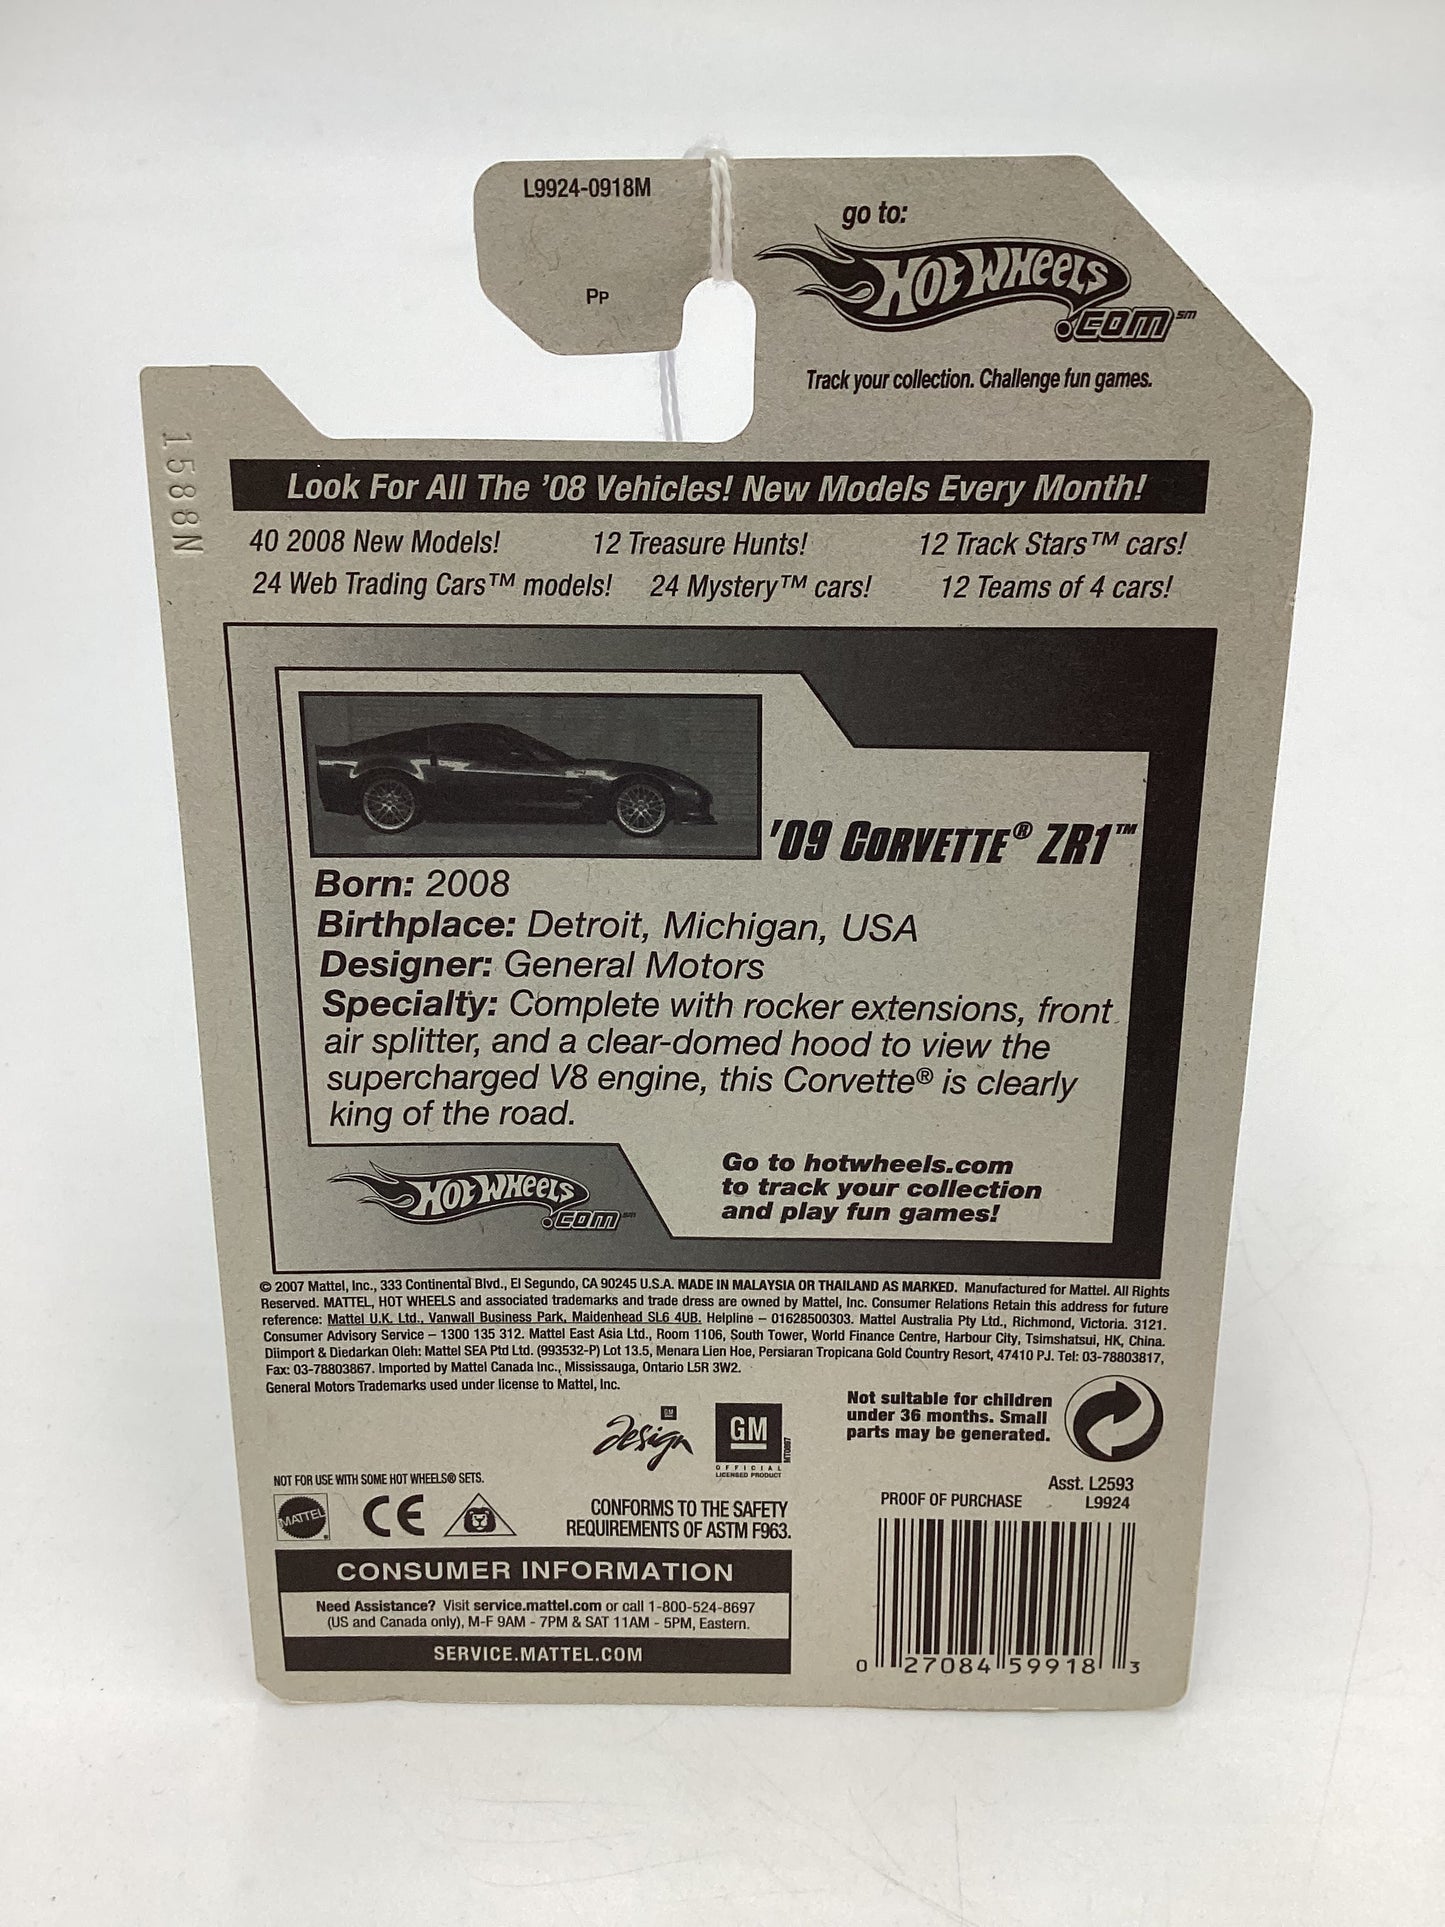 L9924-0918M
Pp
go to:
HOT WHEELS
.COM SM
Track your collection. Challenge fun games.
1588N
Look For All The '08 Vehicles! New Models Every Month!
40 2008 New Models! 12 Treasure Hunts! 12 Track Stars™ cars!
24 Web Trading Cars™ models! 24 Mystery™ cars! 12 Teams of 4 cars!
'09 CORVETTE® ZR1™
Born: 2008
Birthplace: Detroit, Michigan, USA
Designer: General Motors
Specialty: Complete with rocker extensions, front
air splitter, and a clear-domed hood to view the
supercharged V8 engine, this Corvette® is clearly
king of the road.
HOT WHEELS
.COM SM
Go to hotwheels.com
to track your collection
and play fun games!
© 2007 Mattel, Inc., 333 Continental Blvd., El Segundo, CA 90245 U.S.A. MADE IN MALAYSIA OR THAILAND AS MARKED. Manufactured for Mattel. All Rights
Reserved. MATTEL, HOT WHEELS and associated trademarks and trade dress are owned by Mattel, Inc. Consumer Relations Retain this address for future
reference: Mattel U.K. Ltd., Vanwall Business Park, Maidenhead SL6 4UB. Helpline – 01628500303. Mattel Australia Pty Ltd., Richmond, Victoria. 3121.
Consumer Advisory Service – 1300 135 312. Mattel East Asia Ltd., Room 1106, South Tower, World Finance Centre, Harbour City, Tsimshatsui, HK, China.
Diimport & Diedarkan Oleh: Mattel SEA Ptd Ltd. (993532-P) Lot 13.5, Menara Lien Hoe, Persiaran Tropicana Gold Country Resort, 47410 PJ. Tel: 03-78803817,
Fax: 03-78803867. Imported by Mattel Canada Inc., Mississauga, Ontario L5R 3W2.
General Motors Trademarks used under license to Mattel, Inc.
GM
design
GM
OFFICIAL
LICENSED PRODUCT
Not suitable for children
under 36 months. Small
parts may be generated.
NOT FOR USE WITH SOME HOT WHEELS® SETS.
MATTEL
CE
CONFORMS TO THE SAFETY
REQUIREMENTS OF ASTM F963.
Asst. L2593
PROOF OF PURCHASE L9924
CONSUMER INFORMATION
Need Assistance? Visit service.mattel.com or call 1-800-524-8697
(US and Canada only), M-F 9AM - 7PM & SAT 11AM - 5PM, Eastern.
SERVICE.MATTEL.COM
0 27084 59918 3